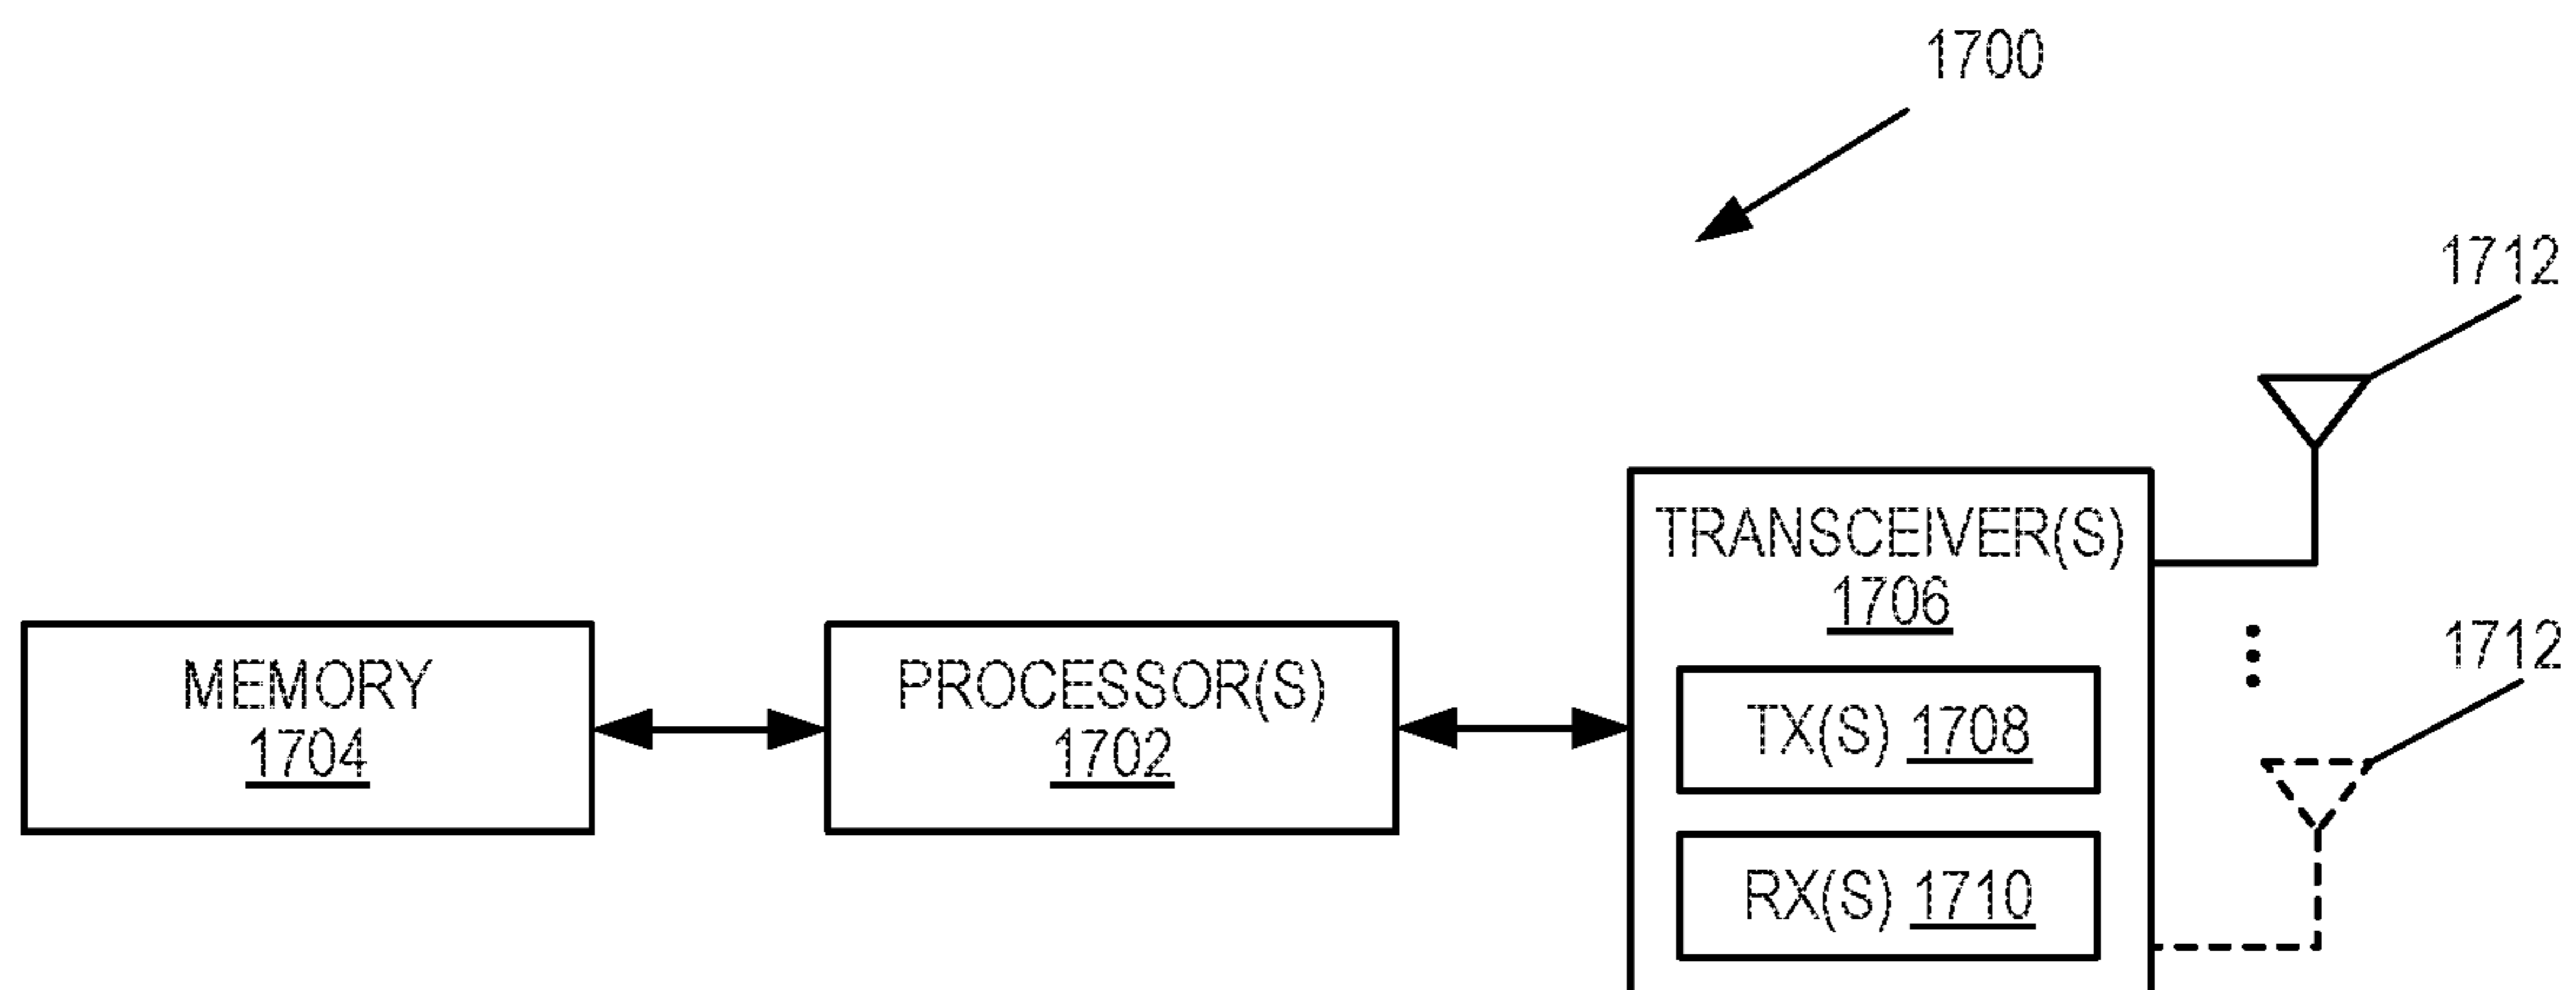 1700
1712
TRANSCEIVER(S)
1706
1712
MEMORY
1704
PROCESSOR(S)
1702
TX(S) 1708
RX(S) 1710